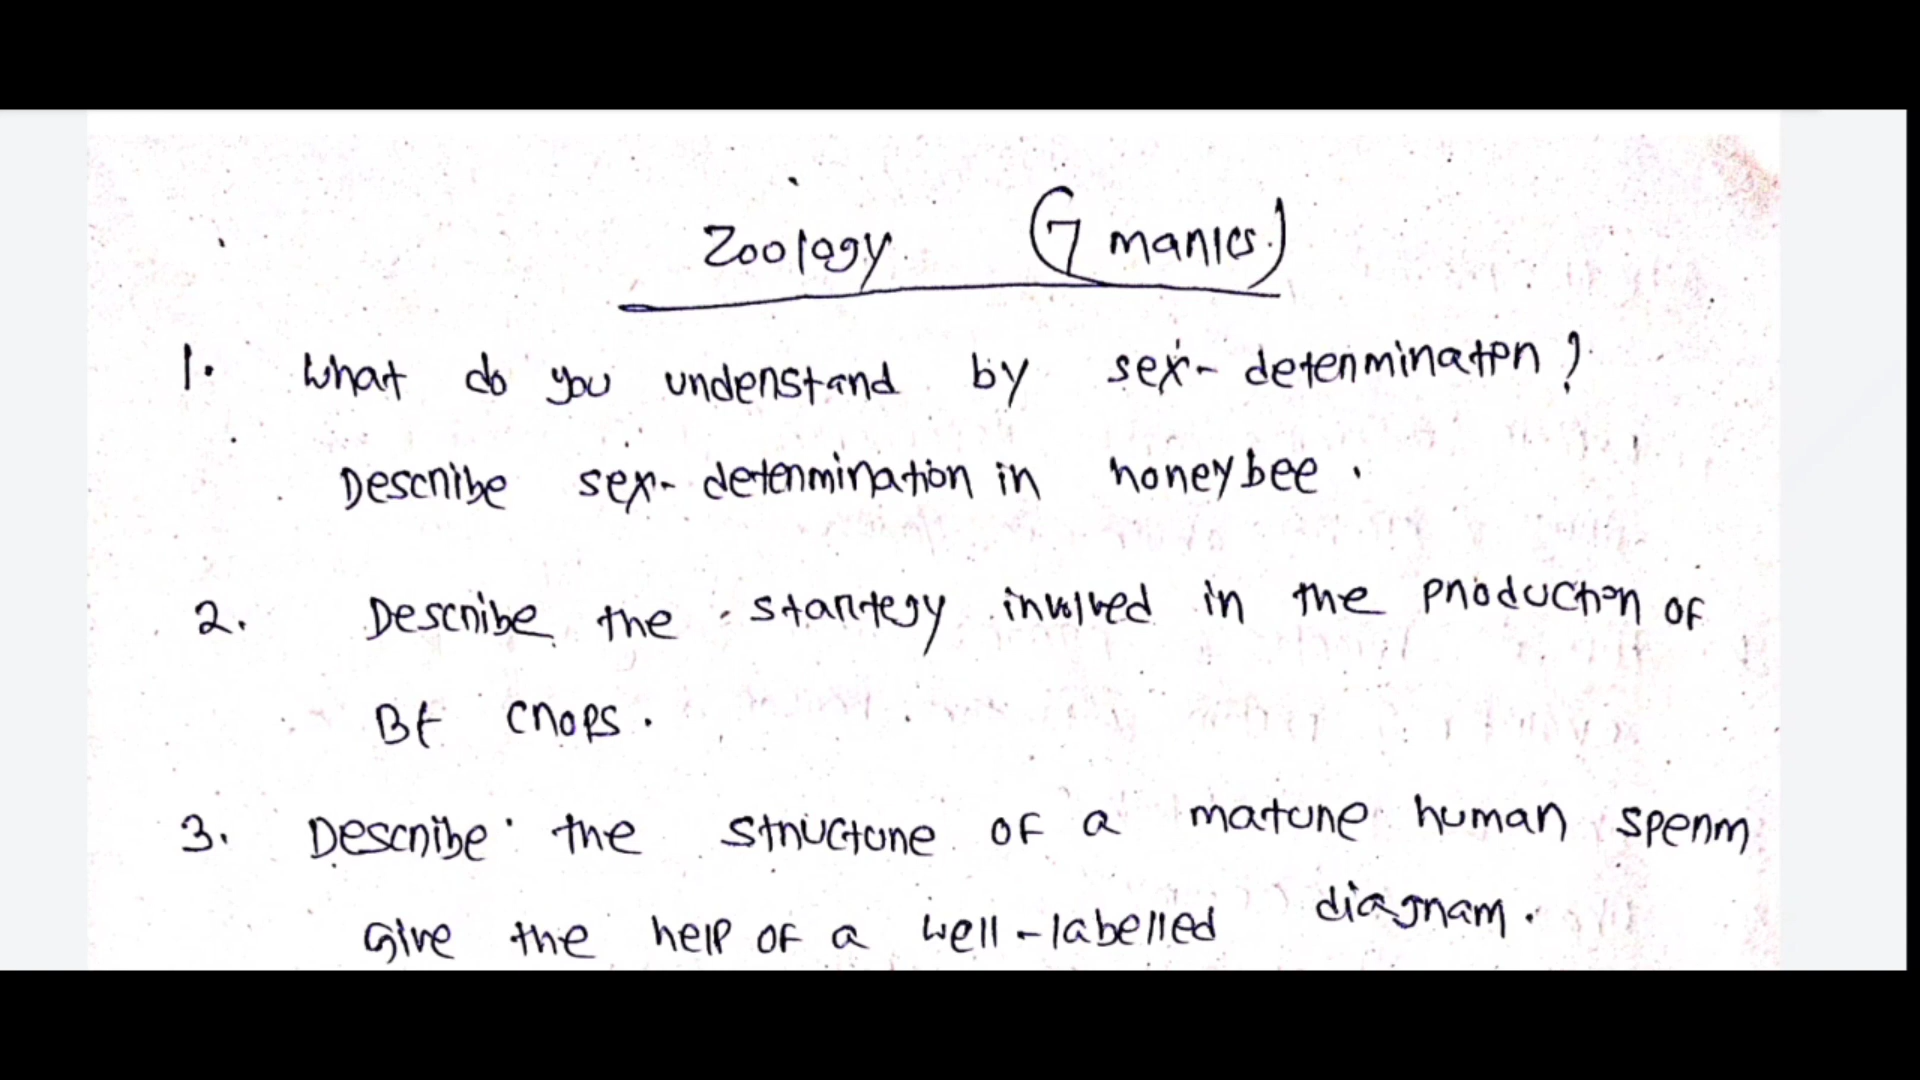 Zoology (7 marks.)
1. What do you understand by sex-determination?
Describe sex-determination in honeybee.
2. Describe the startegy involved in the production of
Bt crops.
3. Describe the structure of a mature human sperm
Give the help of a well-labelled diagram.